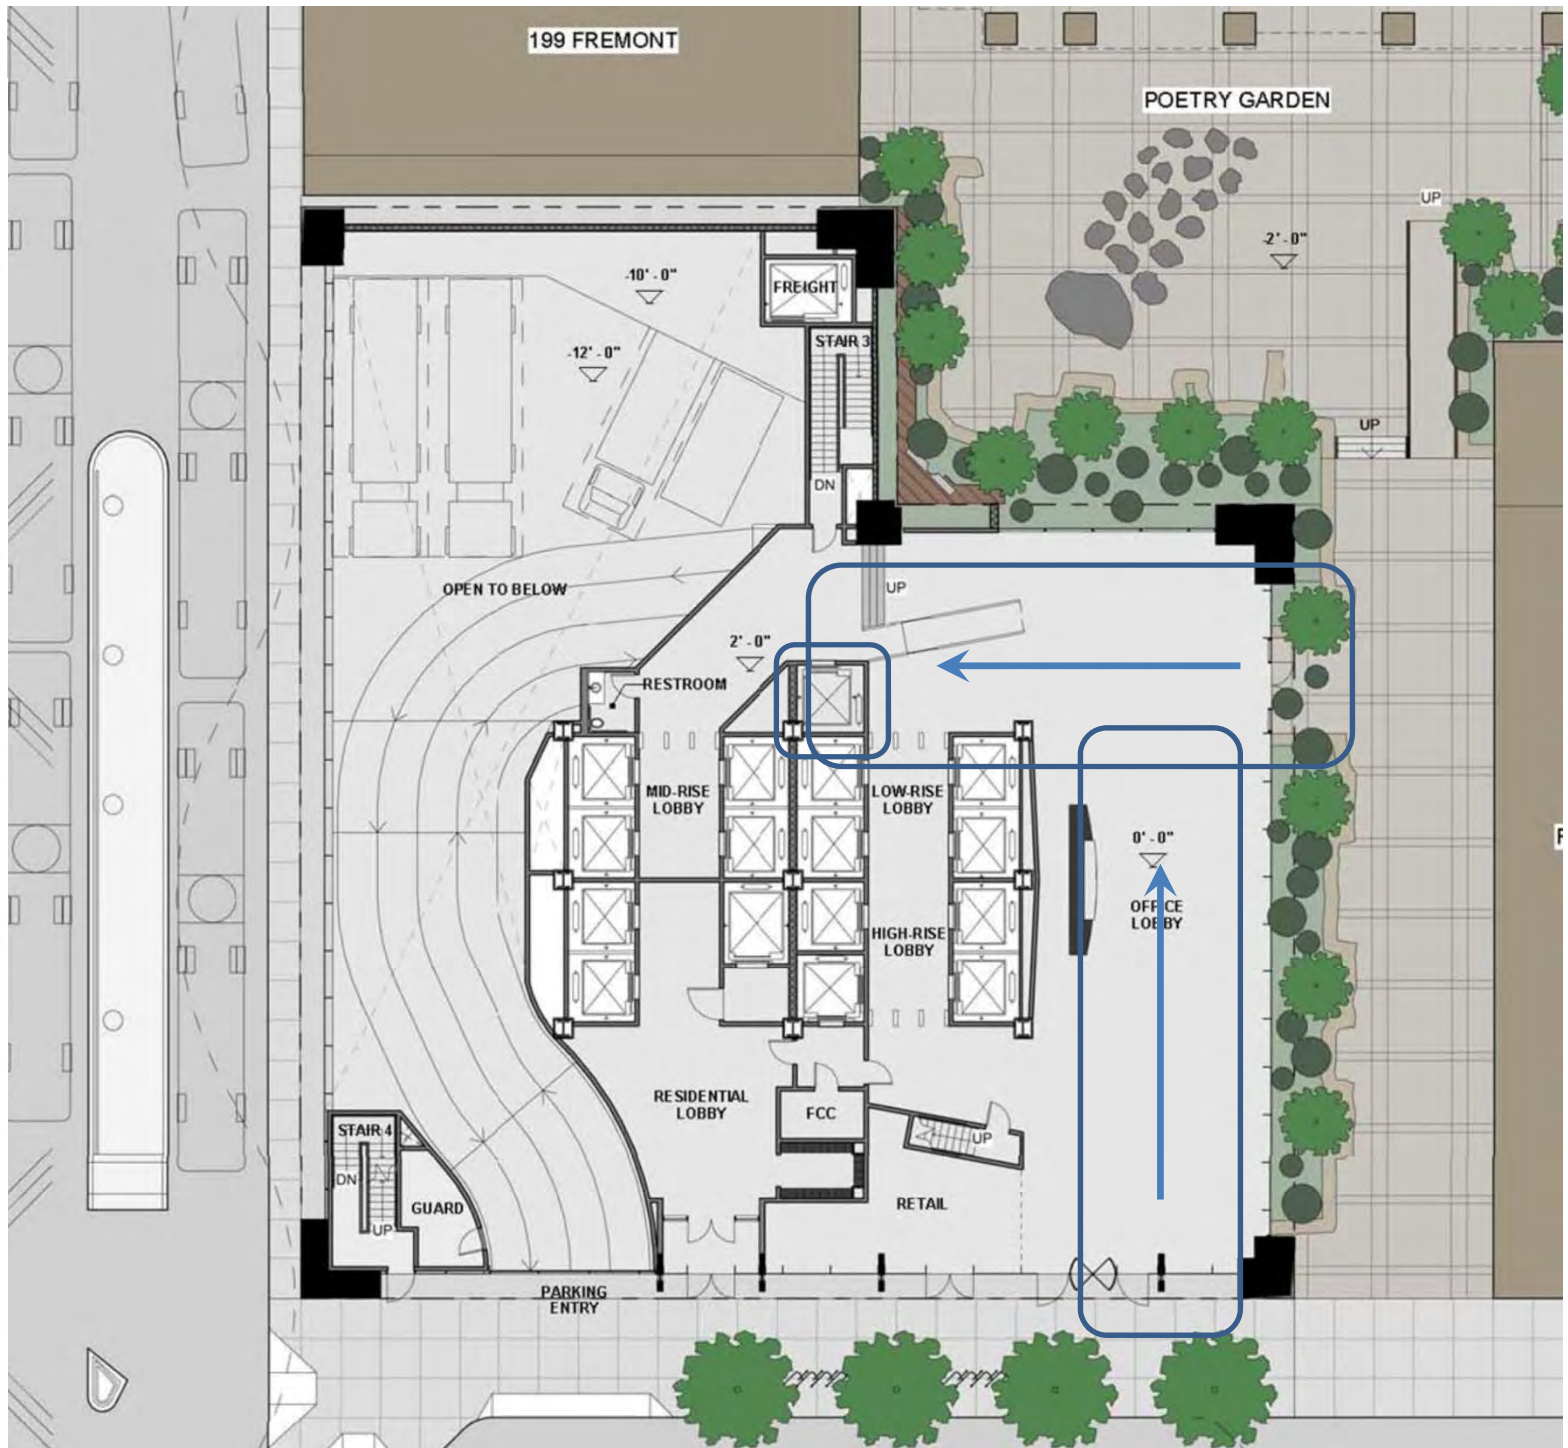 199 FREMONT
POETRY GARDEN
UP
-2' - 0"
-10' - 0"
FREIGHT
STAIR 3
-12' - 0"
UP
DN
OPEN TO BELOW
UP
2' - 0"
RESTROOM
MID-RISE
LOBBY
LOW-RISE
LOBBY
0' - 0"
OFFICE
LOBBY
HIGH-RISE
LOBBY
RESIDENTIAL
LOBBY
FCC
STAIR 4
UP
DN
GUARD
RETAIL
UP
PARKING
ENTRY